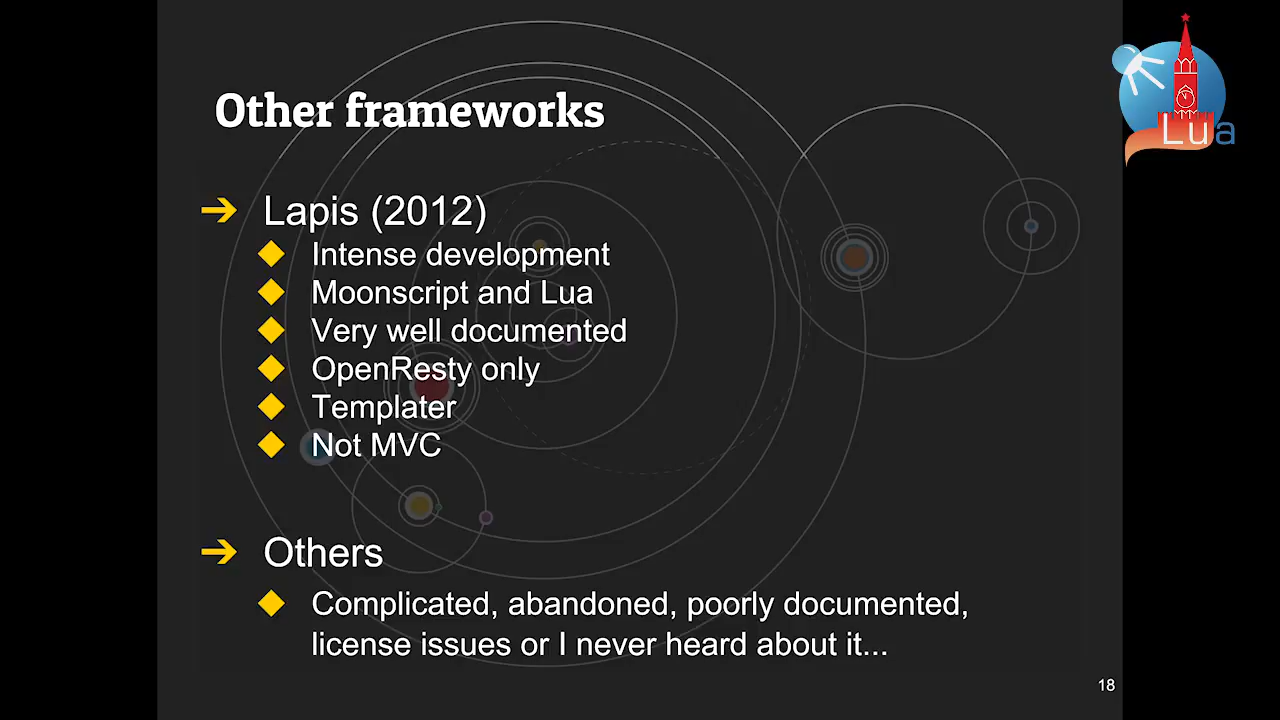 Other frameworks
Lua
Lapis (2012)
Intense development
Moonscript and Lua
Very well documented
OpenResty only
Templater
Not MVC
Others
Complicated, abandoned, poorly documented,
license issues or I never heard about it...
18